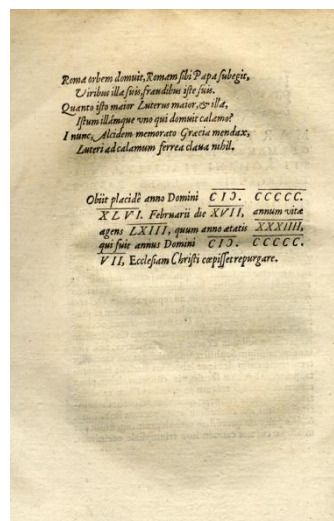 Roma orbem domuit, Romam sibi Papa subegit,
Viribus illa suis, fraudibus iste suis.
Quanto isto maior Luterus maior, & illa,
Istum illámque vno qui domuit calamo?
I nunc, Alcidem memorato Græcia mendax,
Luteri ad calamum ferrea claua nihil.
Obiit placidè anno Domini CIↃ. CCCCC.
XLVI. Februarii die XVII, annum vitæ
agens LXIII, quum anno ætatis XXXIIII,
qui fuit annus Domini CIↃ. CCCCC.
VII, Ecclesiam Christi cœpisset repurgare.